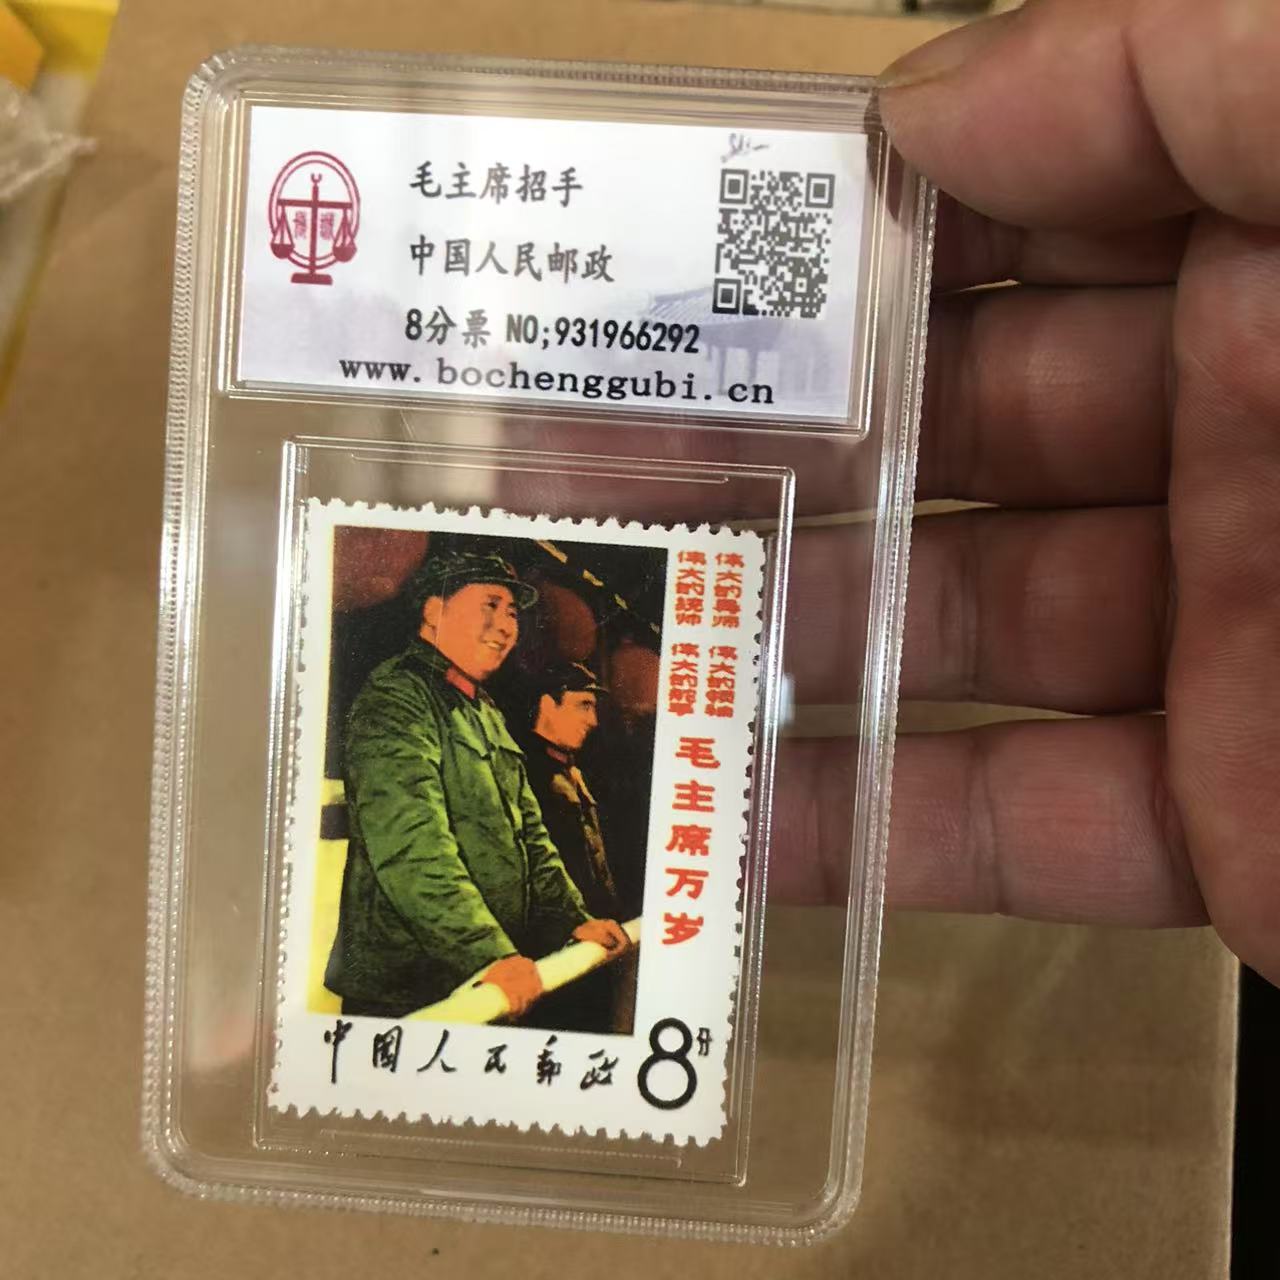 毛主席招手
中国人民邮政
8分票 NO;931966292
www.bochenggubi.cn
伟大的导师
伟大的领袖
伟大的统帅
伟大的舵手
毛主席万岁
中国人民邮政
8分